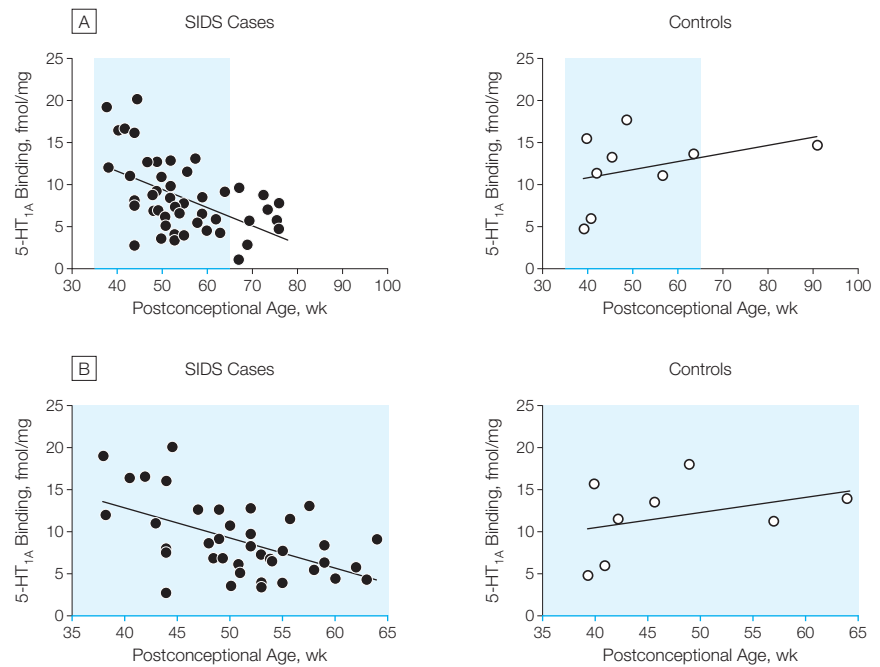 A
SIDS Cases
Controls
5-HT1A Binding, fmol/mg
25
20
15
10
5
0
30 40 50 60 70 80 90 100
Postconceptional Age, wk
5-HT1A Binding, fmol/mg
25
20
15
10
5
0
30 40 50 60 70 80 90 100
Postconceptional Age, wk
B
SIDS Cases
Controls
5-HT1A Binding, fmol/mg
25
20
15
10
5
0
35 40 45 50 55 60 65
Postconceptional Age, wk
5-HT1A Binding, fmol/mg
25
20
15
10
5
0
35 40 45 50 55 60 65
Postconceptional Age, wk